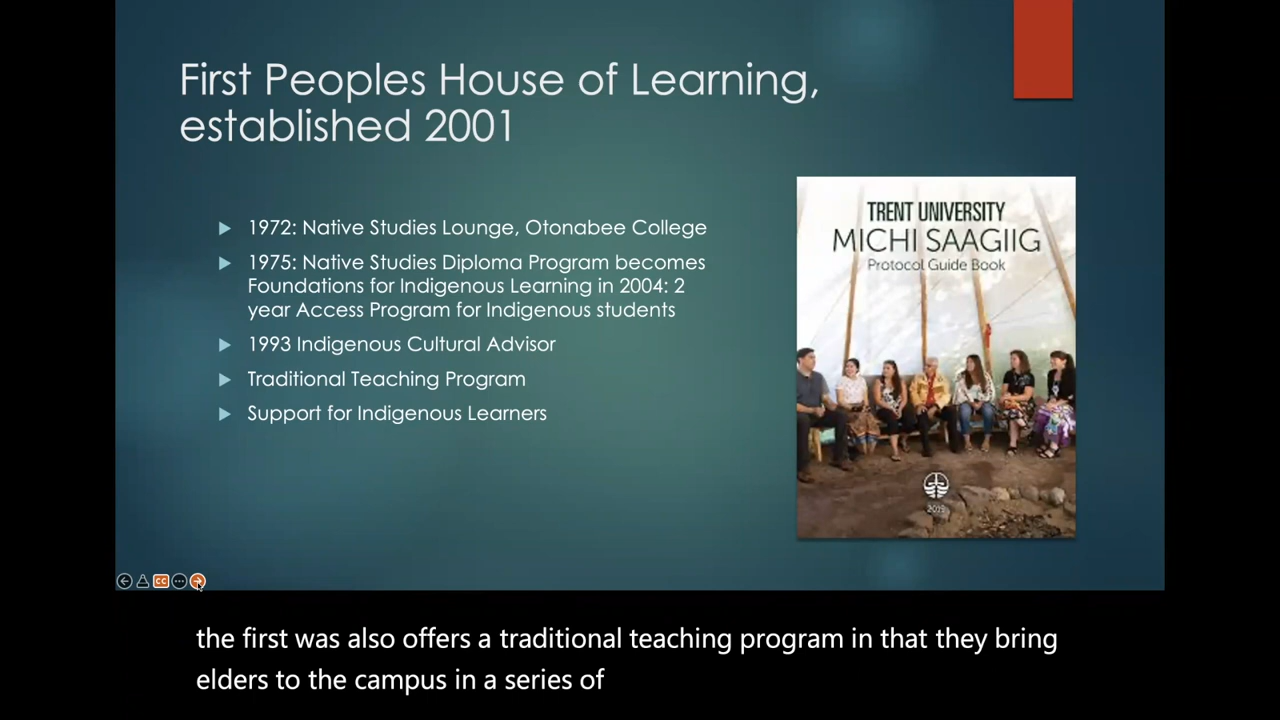 First Peoples House of Learning,
established 2001
1972: Native Studies Lounge, Otonabee College
1975: Native Studies Diploma Program becomes
Foundations for Indigenous Learning in 2004: 2
year Access Program for Indigenous students
1993 Indigenous Cultural Advisor
Traditional Teaching Program
Support for Indigenous Learners
TRENT UNIVERSITY
MICHI SAAGIIG
Protocol Guide Book
CC
the first was also offers a traditional teaching program in that they bring
elders to the campus in a series of